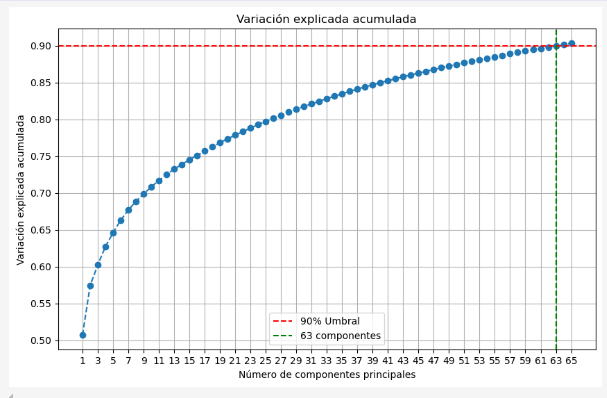 Variación explicada acumulada
Variación explicada acumulada
0.90
0.85
0.80
0.75
0.70
0.65
0.60
0.55
0.50
90% Umbral
63 componentes
1 3 5 7 9 11 13 15 17 19 21 23 25 27 29 31 33 35 37 39 41 43 45 47 49 51 53 55 57 59 61 63 65
Número de componentes principales